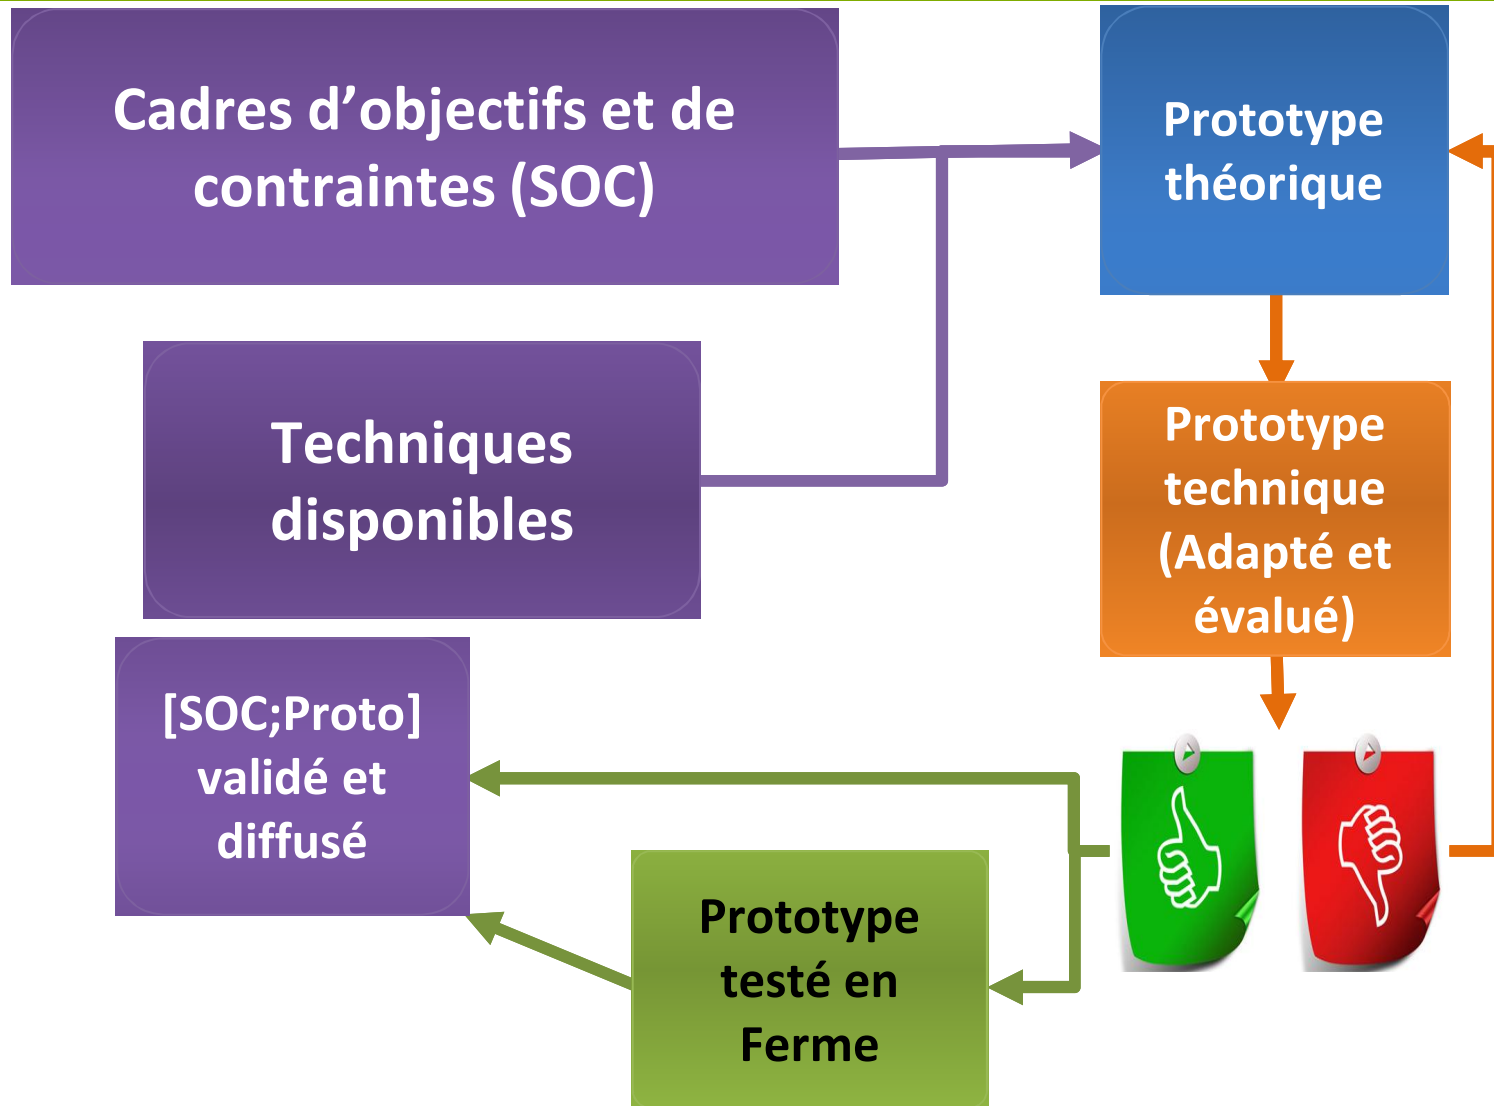 Cadres d’objectifs et de
contraintes (SOC)
Prototype
théorique
Techniques
disponibles
Prototype
technique
(Adapté et
évalué)
[SOC;Proto]
validé et
diffusé
Prototype
testé en
Ferme